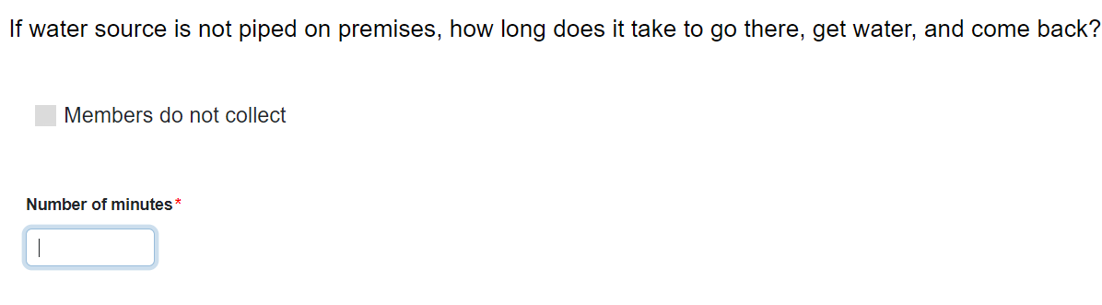 If water source is not piped on premises, how long does it take to go there, get water, and come back?
Members do not collect
Number of minutes*